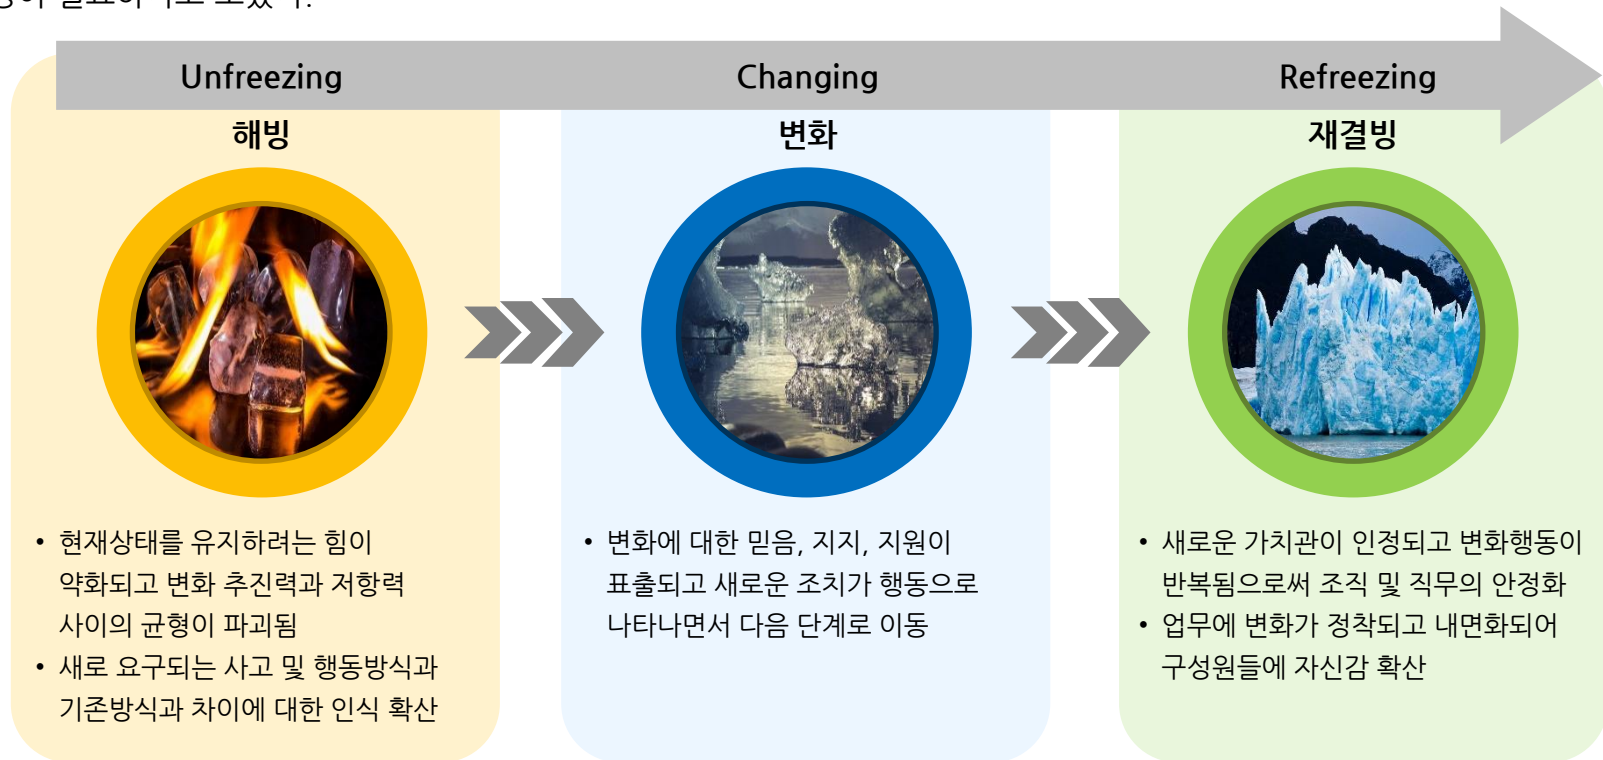 필요하다고 보았다.
Unfreezing
해빙
• 현재상태를 유지하려는 힘이
약화되고 변화 추진력과 저항력
사이의 균형이 파괴됨
• 새로 요구되는 사고 및 행동방식과
기존방식과 차이에 대한 인식 확산
Changing
변화
• 변화에 대한 믿음, 지지, 지원이
표출되고 새로운 조치가 행동으로
나타나면서 다음 단계로 이동
Refreezing
재결빙
• 새로운 가치관이 인정되고 변화행동이
반복됨으로써 조직 및 직무의 안정화
• 업무에 변화가 정착되고 내면화되어
구성원들에 자신감 확산